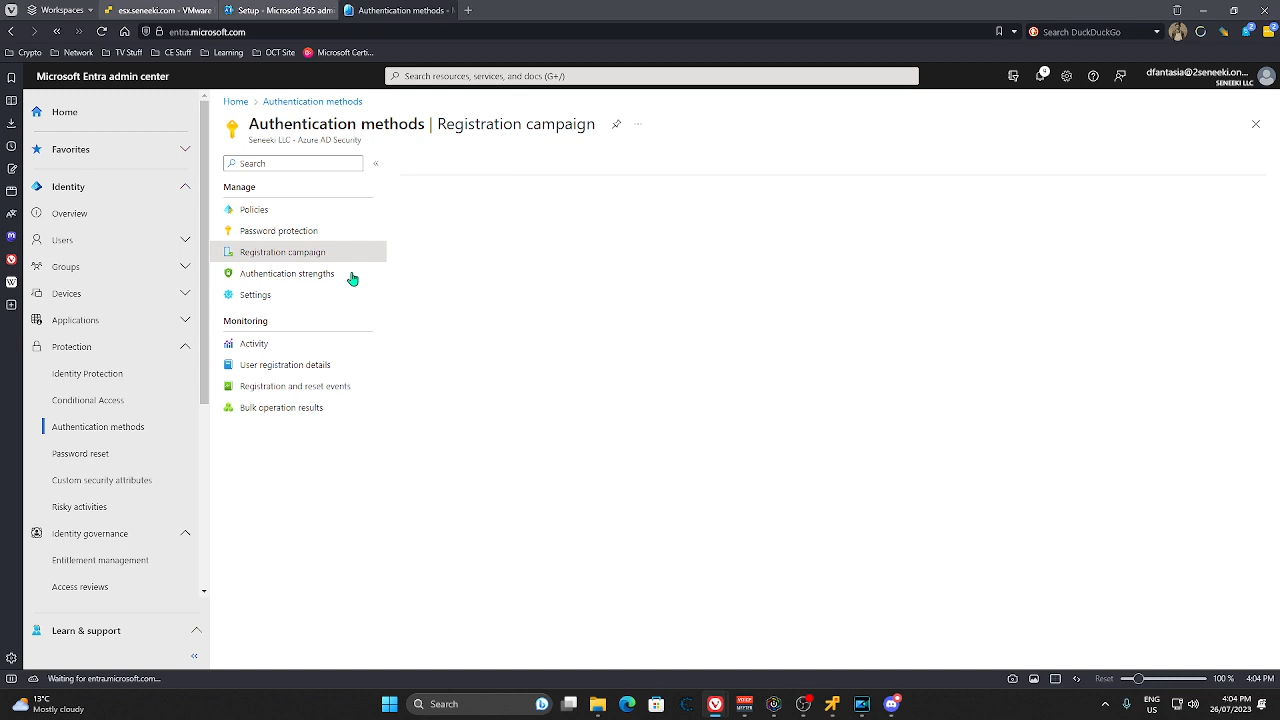 Workspaces
esx.seneeki.com - VMware
Setup - Microsoft 365 adm
Authentication methods -
entra.microsoft.com
Search DuckDuckGo
Crypto
Network
TV Stuff
CE Stuff
Learning
OCT Site
Microsoft Certi...
Microsoft Entra admin center
Search resources, services, and docs (G+/)
dfantasia@2seneeki.on...
SENEEKI LLC
Home
Favorites
Identity
Overview
Users
Groups
Devices
Applications
Protection
Identity Protection
Conditional Access
Authentication methods
Password reset
Custom security attributes
Risky activities
Identity governance
Entitlement management
Access reviews
Learn & support
Home > Authentication methods
Authentication methods | Registration campaign
Seneeki LLC - Azure AD Security
Search
Manage
Policies
Password protection
Registration campaign
Authentication strengths
Settings
Monitoring
Activity
User registration details
Registration and reset events
Bulk operation results
Waiting for entra.microsoft.com...
Reset
100 %
4:04 PM
13°C
Mostly cloudy
Search
ENG
US
4:04 PM
26/07/2023